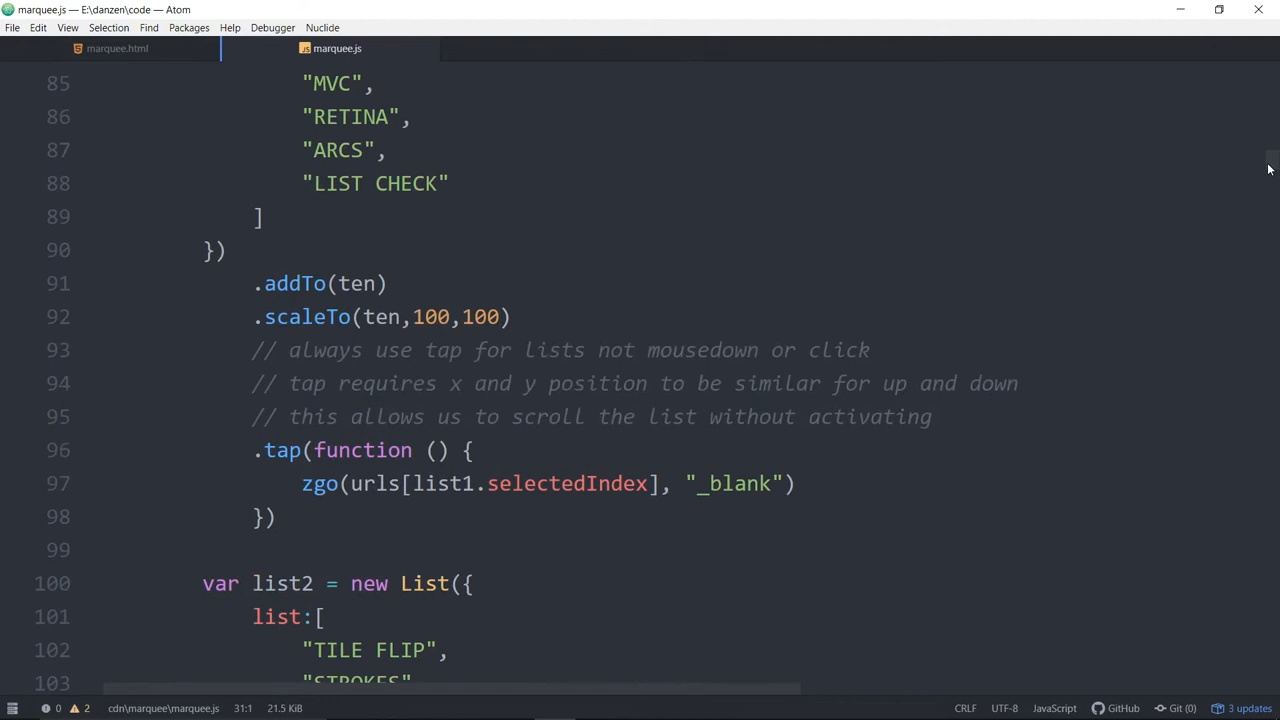 marquee.js — E:\danzen\code — Atom
File Edit View Selection Find Packages Help Debugger Nuclide
marquee.html marquee.js
85 "MVC",
86 "RETINA",
87 "ARCS",
88 "LIST CHECK"
89 ]
90 })
91 .addTo(ten)
92 .scaleTo(ten,100,100)
93 // always use tap for lists not mousedown or click
94 // tap requires x and y position to be similar for up and down
95 // this allows us to scroll the list without activating
96 .tap(function () {
97 zgo(urls[list1.selectedIndex], "_blank")
98 })
99
100 var list2 = new List({
101 list:[
102 "TILE FLIP",
103 "STROKES"
0 2 cdn\marquee\marquee.js 31:1 21.5 KiB CRLF UTF-8 JavaScript GitHub Git (0) 3 updates